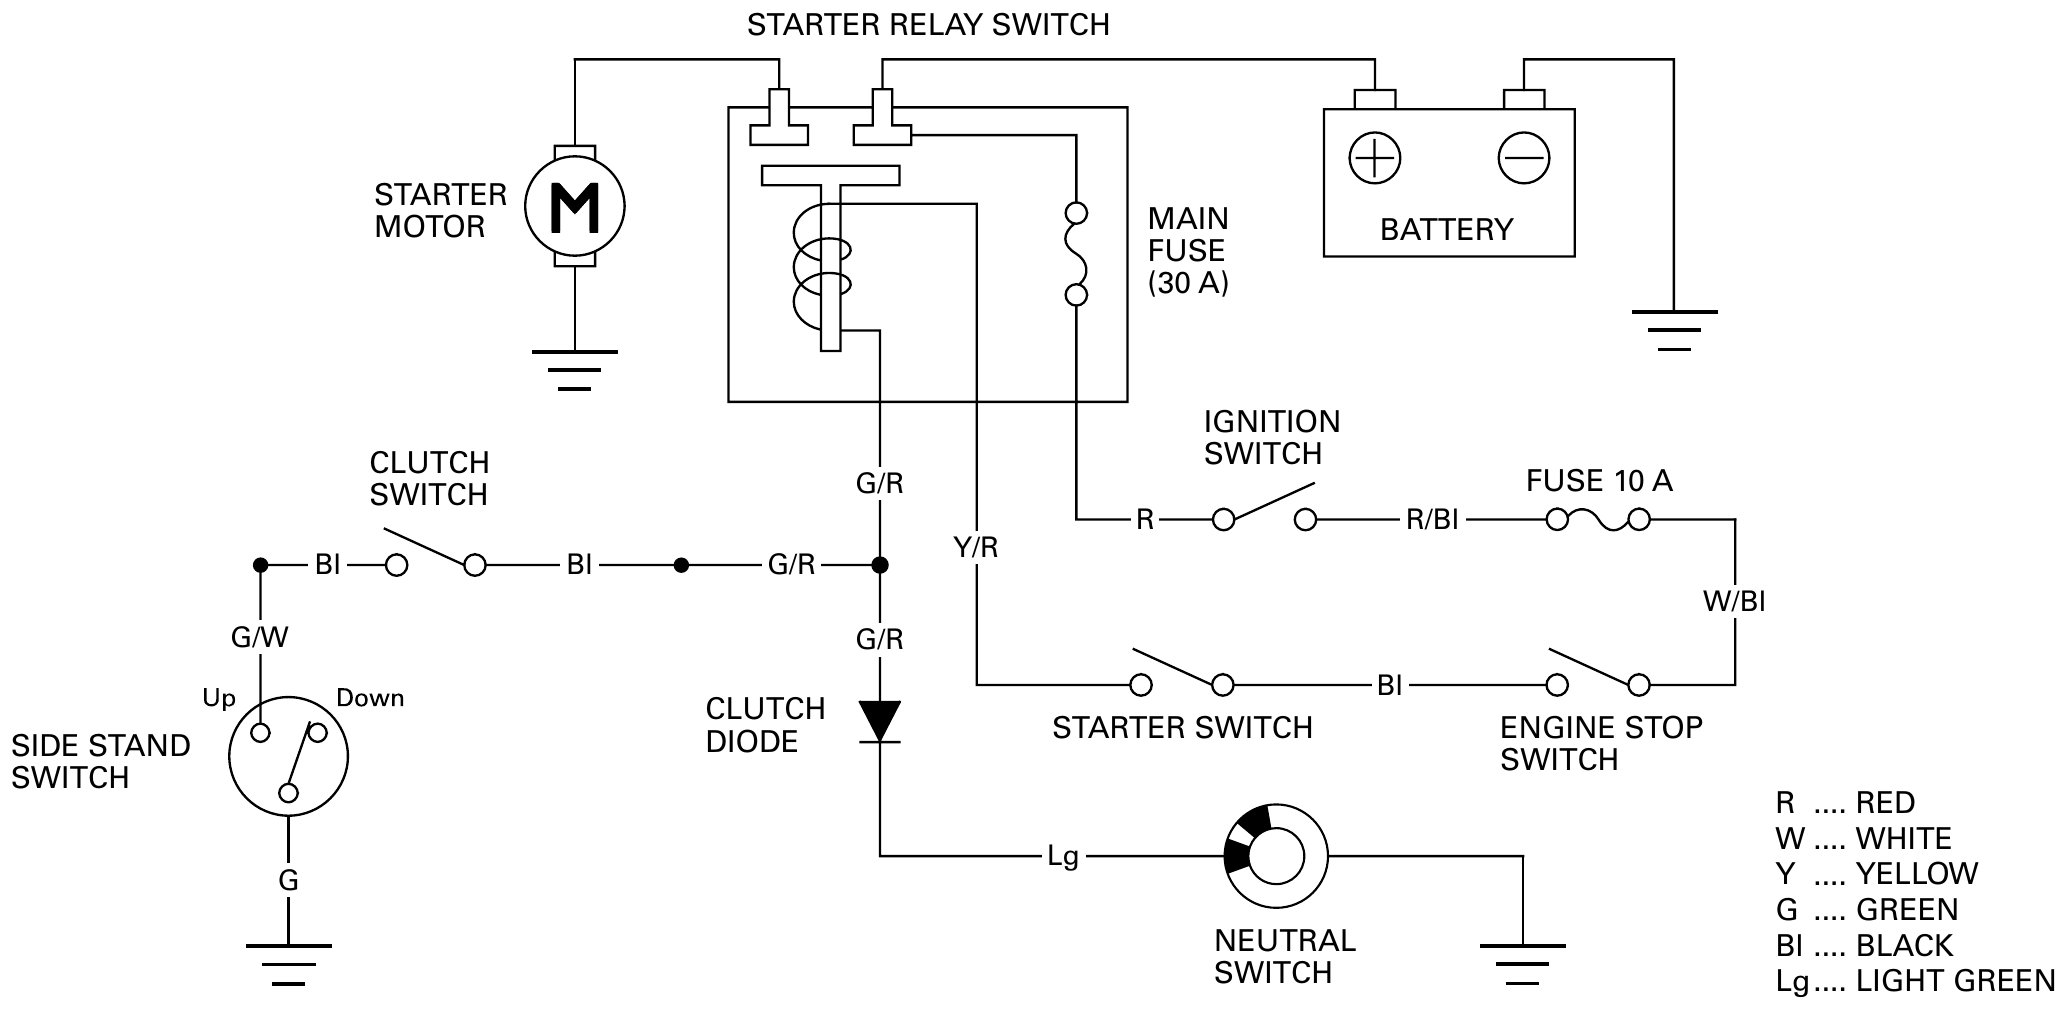 STARTER RELAY SWITCH
STARTER
MOTOR
M
MAIN
FUSE
(30 A)
BATTERY
CLUTCH
SWITCH
G/R
Y/R
IGNITION
SWITCH
R
R/Bl
FUSE 10 A
W/Bl
Bl
Bl
G/R
G/W
G/R
Up
Down
SIDE STAND
SWITCH
G
CLUTCH
DIODE
STARTER SWITCH
Bl
ENGINE STOP
SWITCH
Lg
NEUTRAL
SWITCH
R .... RED
W .... WHITE
Y .... YELLOW
G .... GREEN
Bl .... BLACK
Lg .... LIGHT GREEN